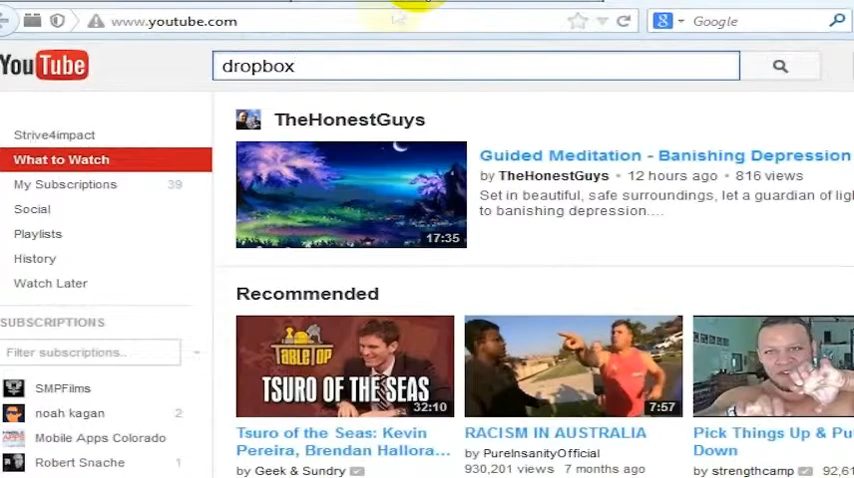 www.youtube.com
Google
YouTube
dropbox
Strive4impact
What to Watch
My Subscriptions 39
Social
Playlists
History
Watch Later
SUBSCRIPTIONS
Filter subscriptions..
SMPFilms
noah kagan 2
Mobile Apps Colorado
Robert Snache 1
TheHonestGuys
17:35
Guided Meditation - Banishing Depression
by TheHonestGuys • 12 hours ago • 816 views
Set in beautiful, safe surroundings, let a guardian of
to banishing depression....
Recommended
TABLETOP
TSURO OF THE SEAS
32:10
Tsuro of the Seas: Kevin
Pereira, Brendan Hallora...
by Geek & Sundry
7:57
RACISM IN AUSTRALIA
by PureInsanityOfficial
930,201 views 7 months ago
Pick Things Up &
Down
by strengthcamp 92,61